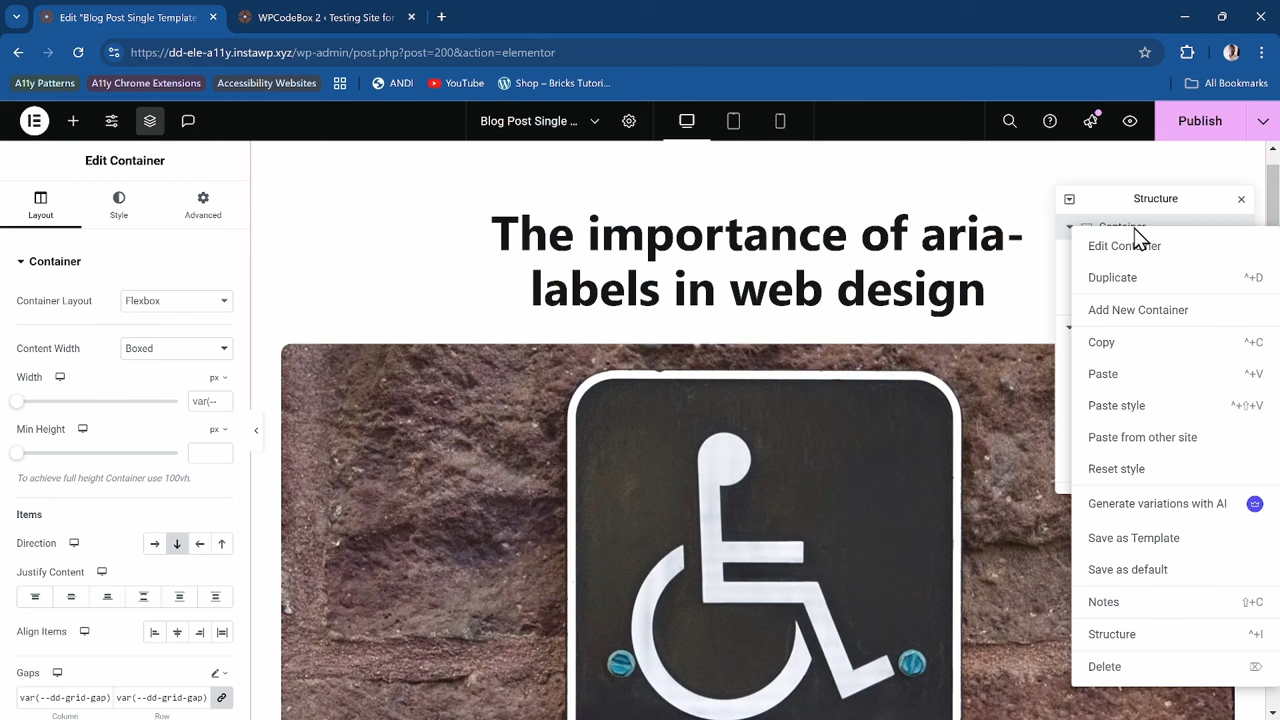 Edit "Blog Post Single Template
WPCodeBox 2 ‹ Testing Site for
https://dd-ele-a11y.instawp.xyz/wp-admin/post.php?post=200&action=elementor
A11y Patterns
A11y Chrome Extensions
Accessibility Websites
ANDI
YouTube
Shop – Bricks Tutori...
All Bookmarks
Blog Post Single ...
Publish
Edit Container
Layout
Style
Advanced
Container
Container Layout
Flexbox
Content Width
Boxed
Width
px
var(--
Min Height
px
To achieve full height Container use 100vh.
Items
Direction
Justify Content
Align Items
Gaps
var(--dd-grid-gap)
var(--dd-grid-gap)
Column
Row
The importance of aria-
labels in web design
Structure
Container
Edit Container
Duplicate ^+D
Add New Container
Copy ^+C
Paste ^+V
Paste style ^+⇧+V
Paste from other site
Reset style
Generate variations with AI
Save as Template
Save as default
Notes ⇧+C
Structure ^+I
Delete ⌦